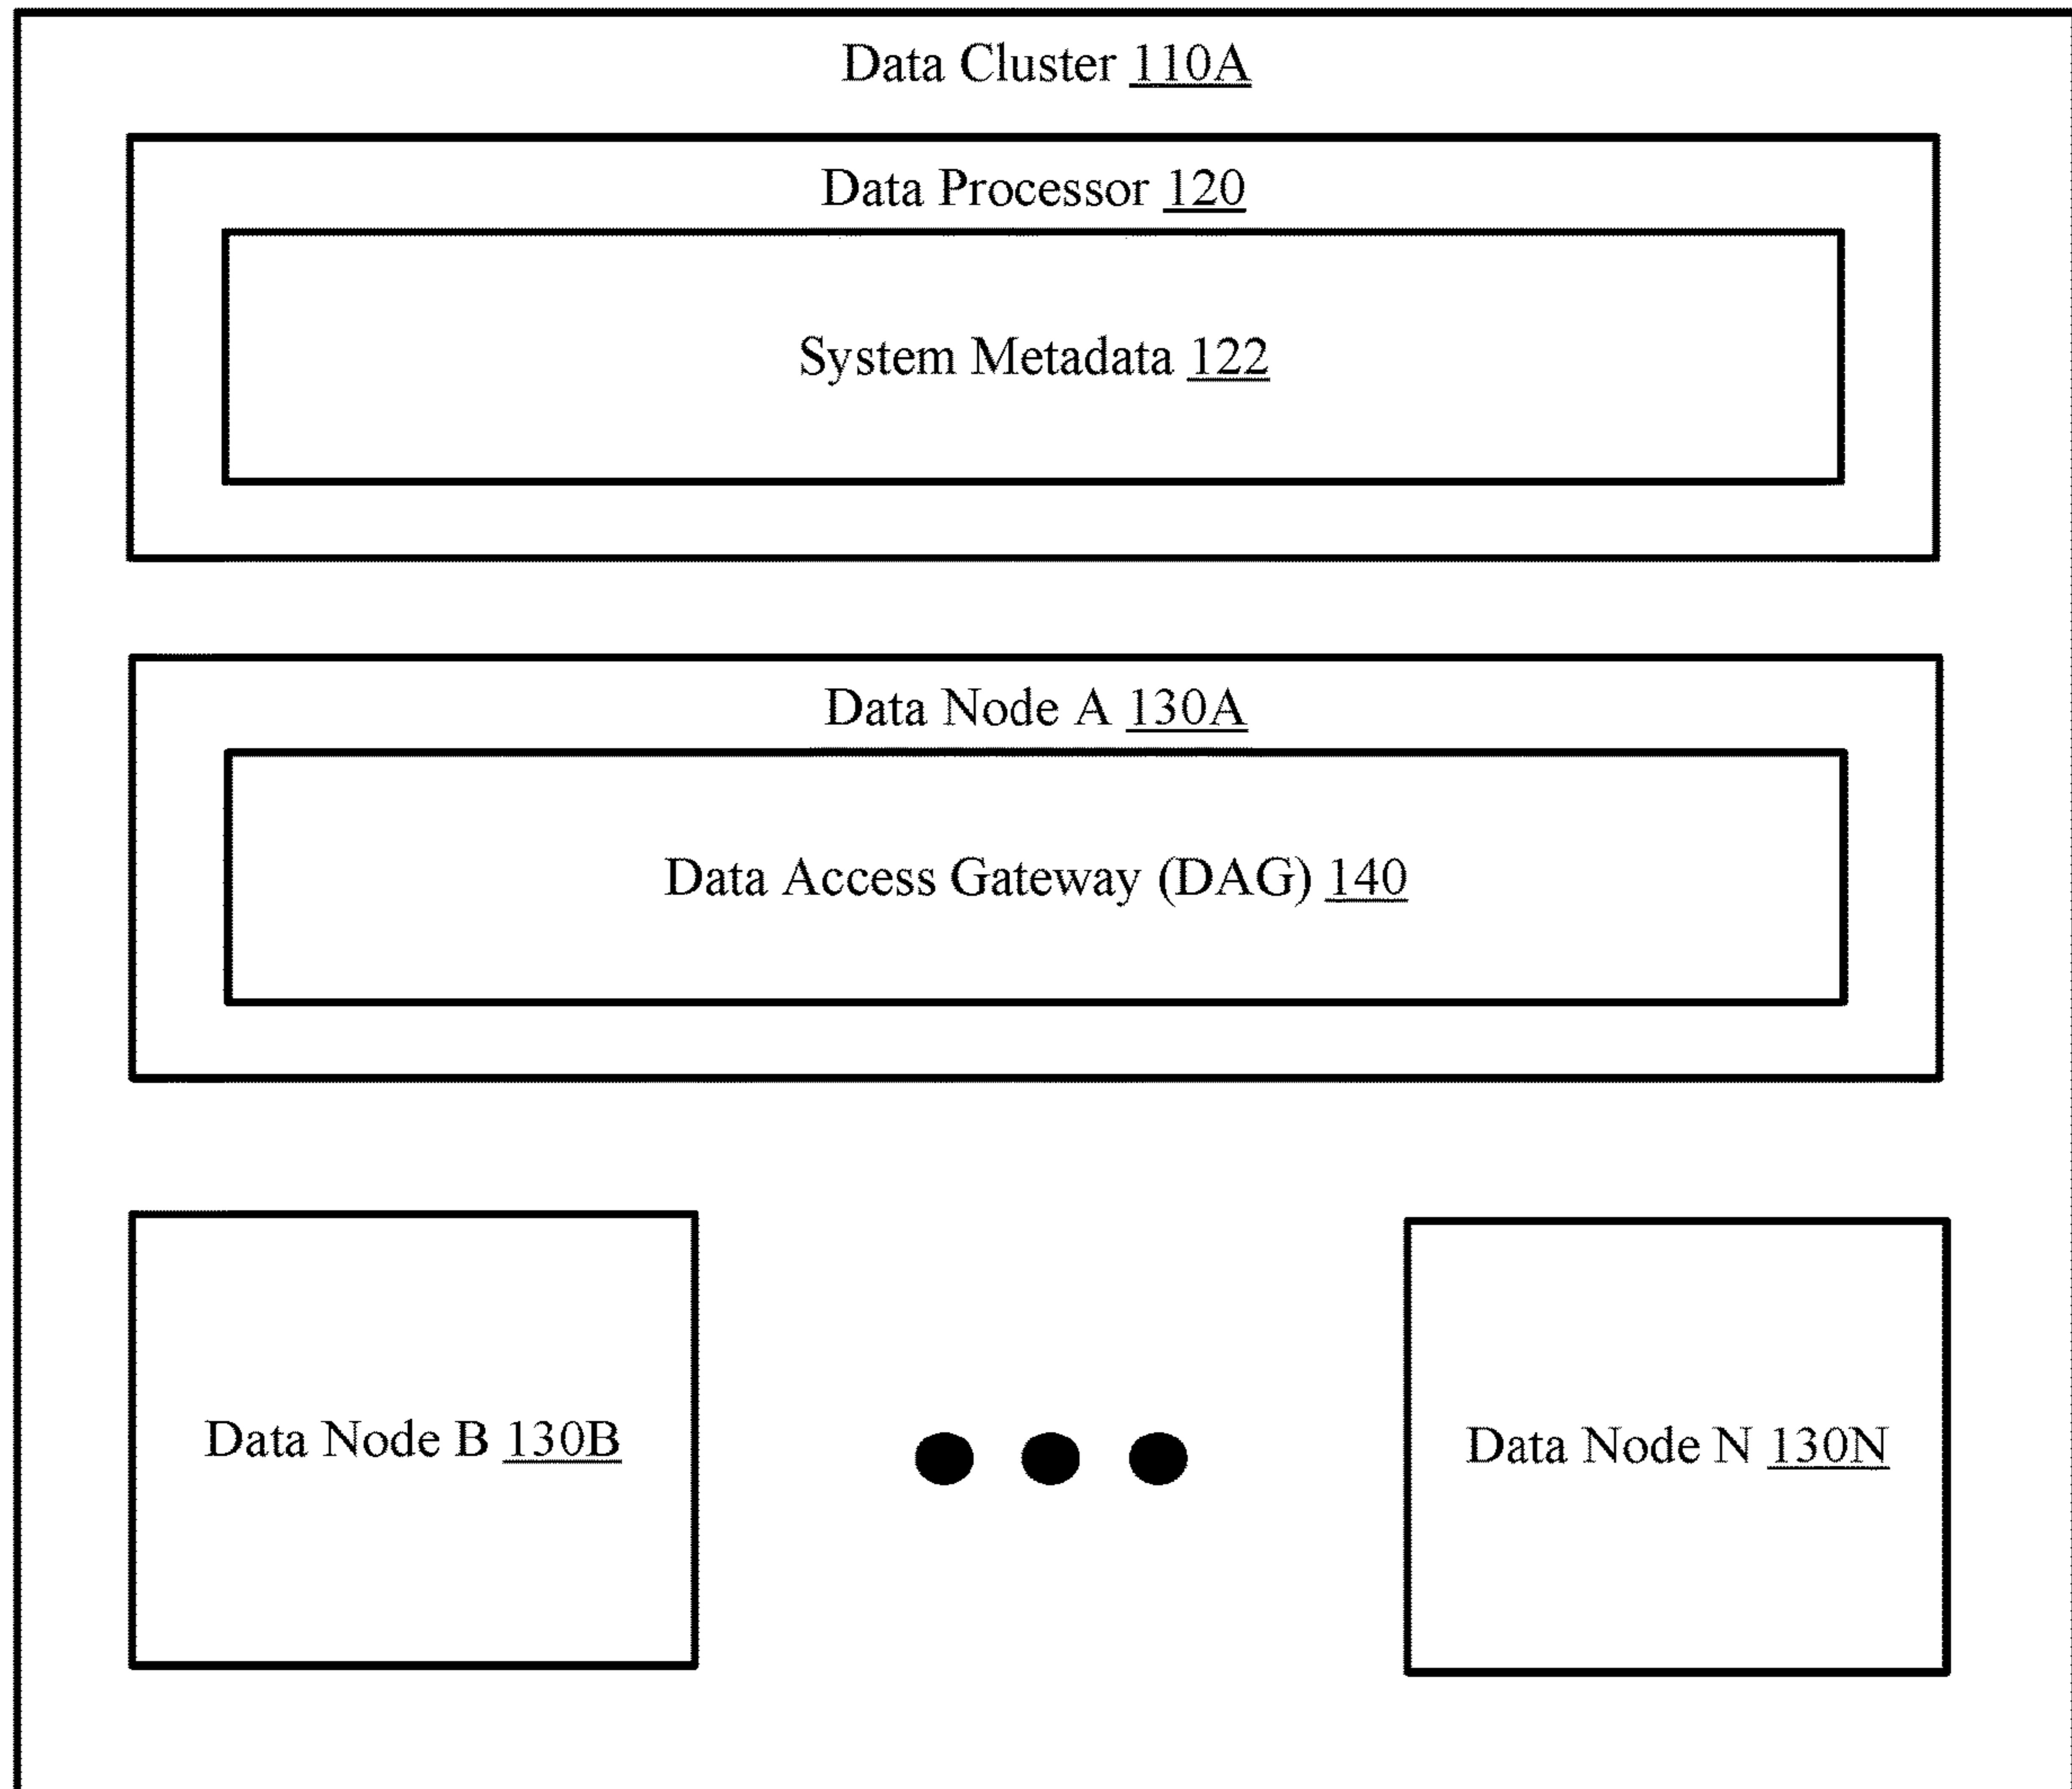 Data Cluster 110A
Data Processor 120
System Metadata 122
Data Node A 130A
Data Access Gateway (DAG) 140
Data Node B 130B
Data Node N 130N